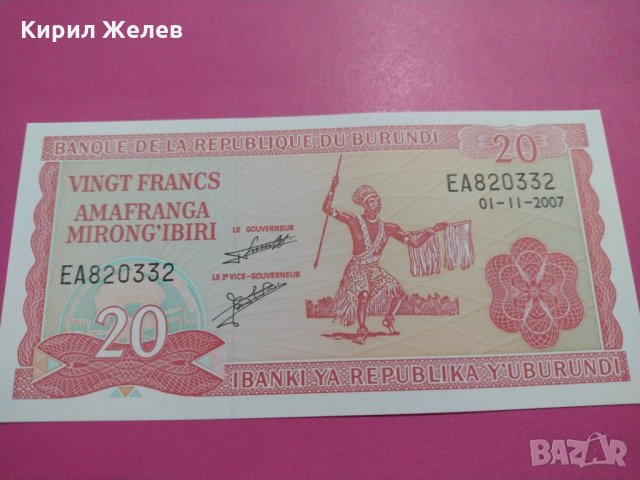 Кирил Желев
BANQUE DE LA REPUBLIQUE DU BURUNDI
20
VINGT FRANCS
AMAFRANGA
MIRONG'IBIRI
EA820332
01-11-2007
LE GOUVERNEUR
EA820332
LE 2e VICE-GOUVERNEUR
20
IBANKI YA REPUBLIKA Y'UBURUNDI
BAZAR